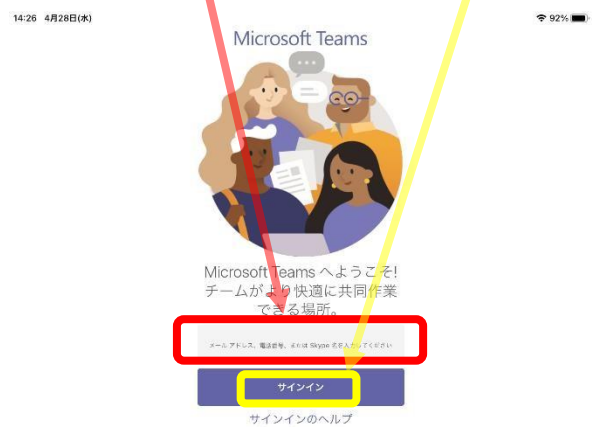 14:26 4月28日(水)
92%
Microsoft Teams
Microsoft Teams へようこそ!
チームがより快適に共同作業
できる場所。
メール アドレス、電話番号、または Skype 名を入力してください
サインイン
サインインのヘルプ